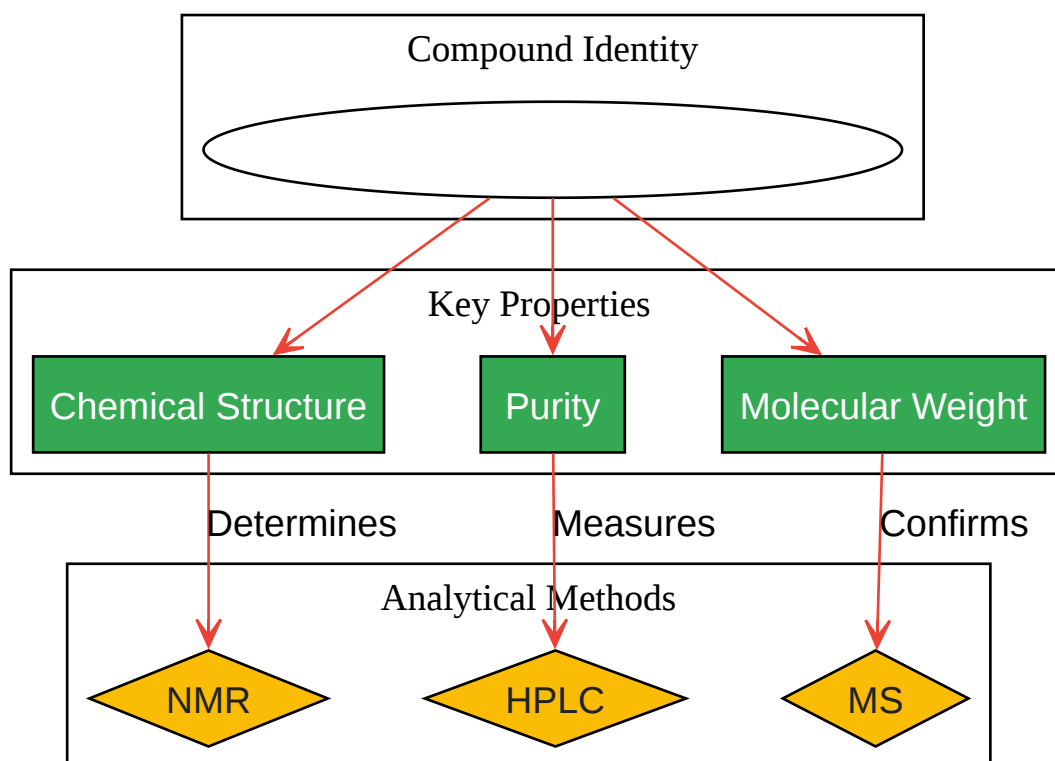 Compound Identity
Key Properties
Chemical Structure
Purity
Molecular Weight
Determines
Measures
Confirms
Analytical Methods
NMR
HPLC
MS